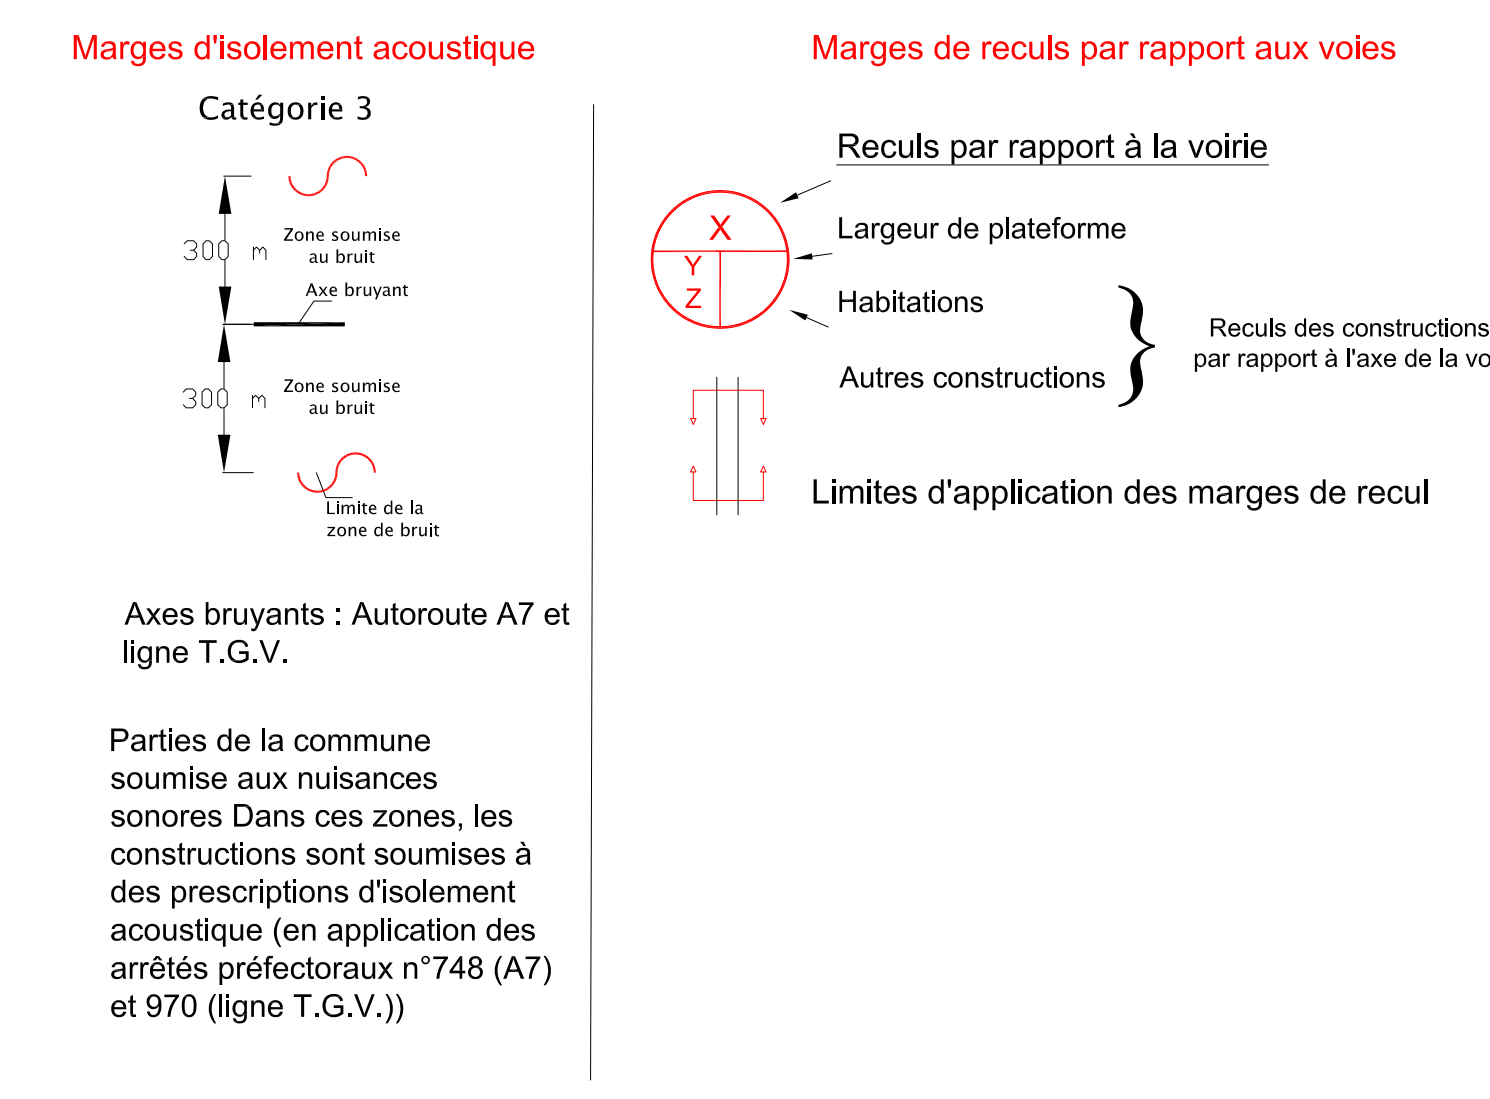 Marges d'isolement acoustique
Catégorie 3
300 m
Zone soumise
au bruit
Axe bruyant
300 m
Zone soumise
au bruit
Limite de la
zone de bruit
Axes bruyants : Autoroute A7 et
ligne T.G.V.
Parties de la commune
soumise aux nuisances
sonores Dans ces zones, les
constructions sont soumises à
des prescriptions d'isolement
acoustique (en application des
arrêtés préfectoraux n°748 (A7)
et 970 (ligne T.G.V.))
Marges de reculs par rapport aux voies
Reculs par rapport à la voirie
X
Y
Z
Largeur de plateforme
Habitations
Autres constructions
Reculs des constructions
par rapport à l'axe de la vo
Limites d'application des marges de recul